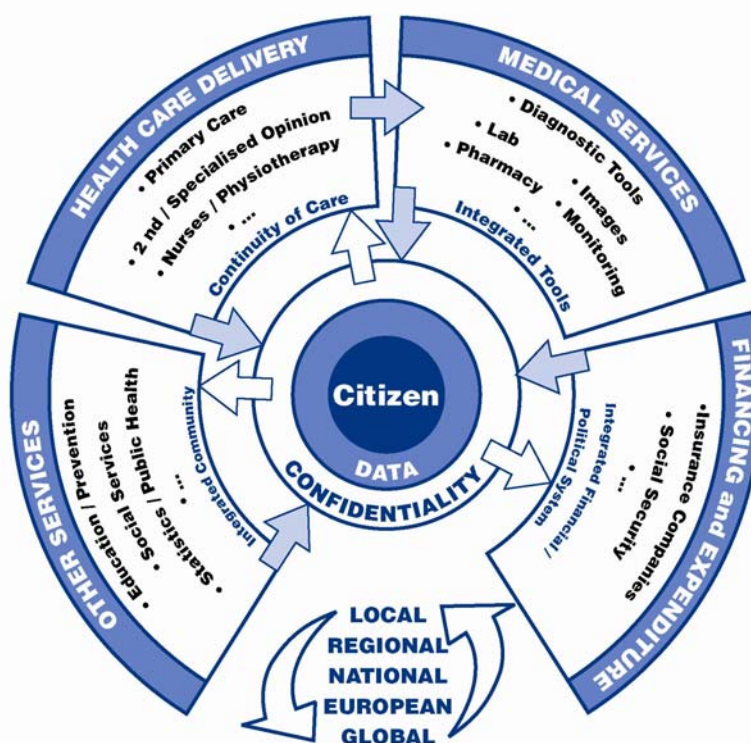 HEALTH CARE DELIVERY
• Primary Care
• 2 nd / Specialised Opinion
• Nurses / Physiotherapy
• ...
Continuity of Care
MEDICAL SERVICES
• Diagnostic Tools
• Lab
• Images
• Pharmacy
• Monitoring
• ...
Integrated Tools
FINANCING and EXPENDITURE
• Insurance Companies
• Social Security
• ...
Integrated Financial /
Political System
OTHER SERVICES
• Education / Prevention
• Social Services
• Statistics / Public Health
• ...
Integrated Community
Citizen
DATA
CONFIDENTIALITY
LOCAL
REGIONAL
NATIONAL
EUROPEAN
GLOBAL